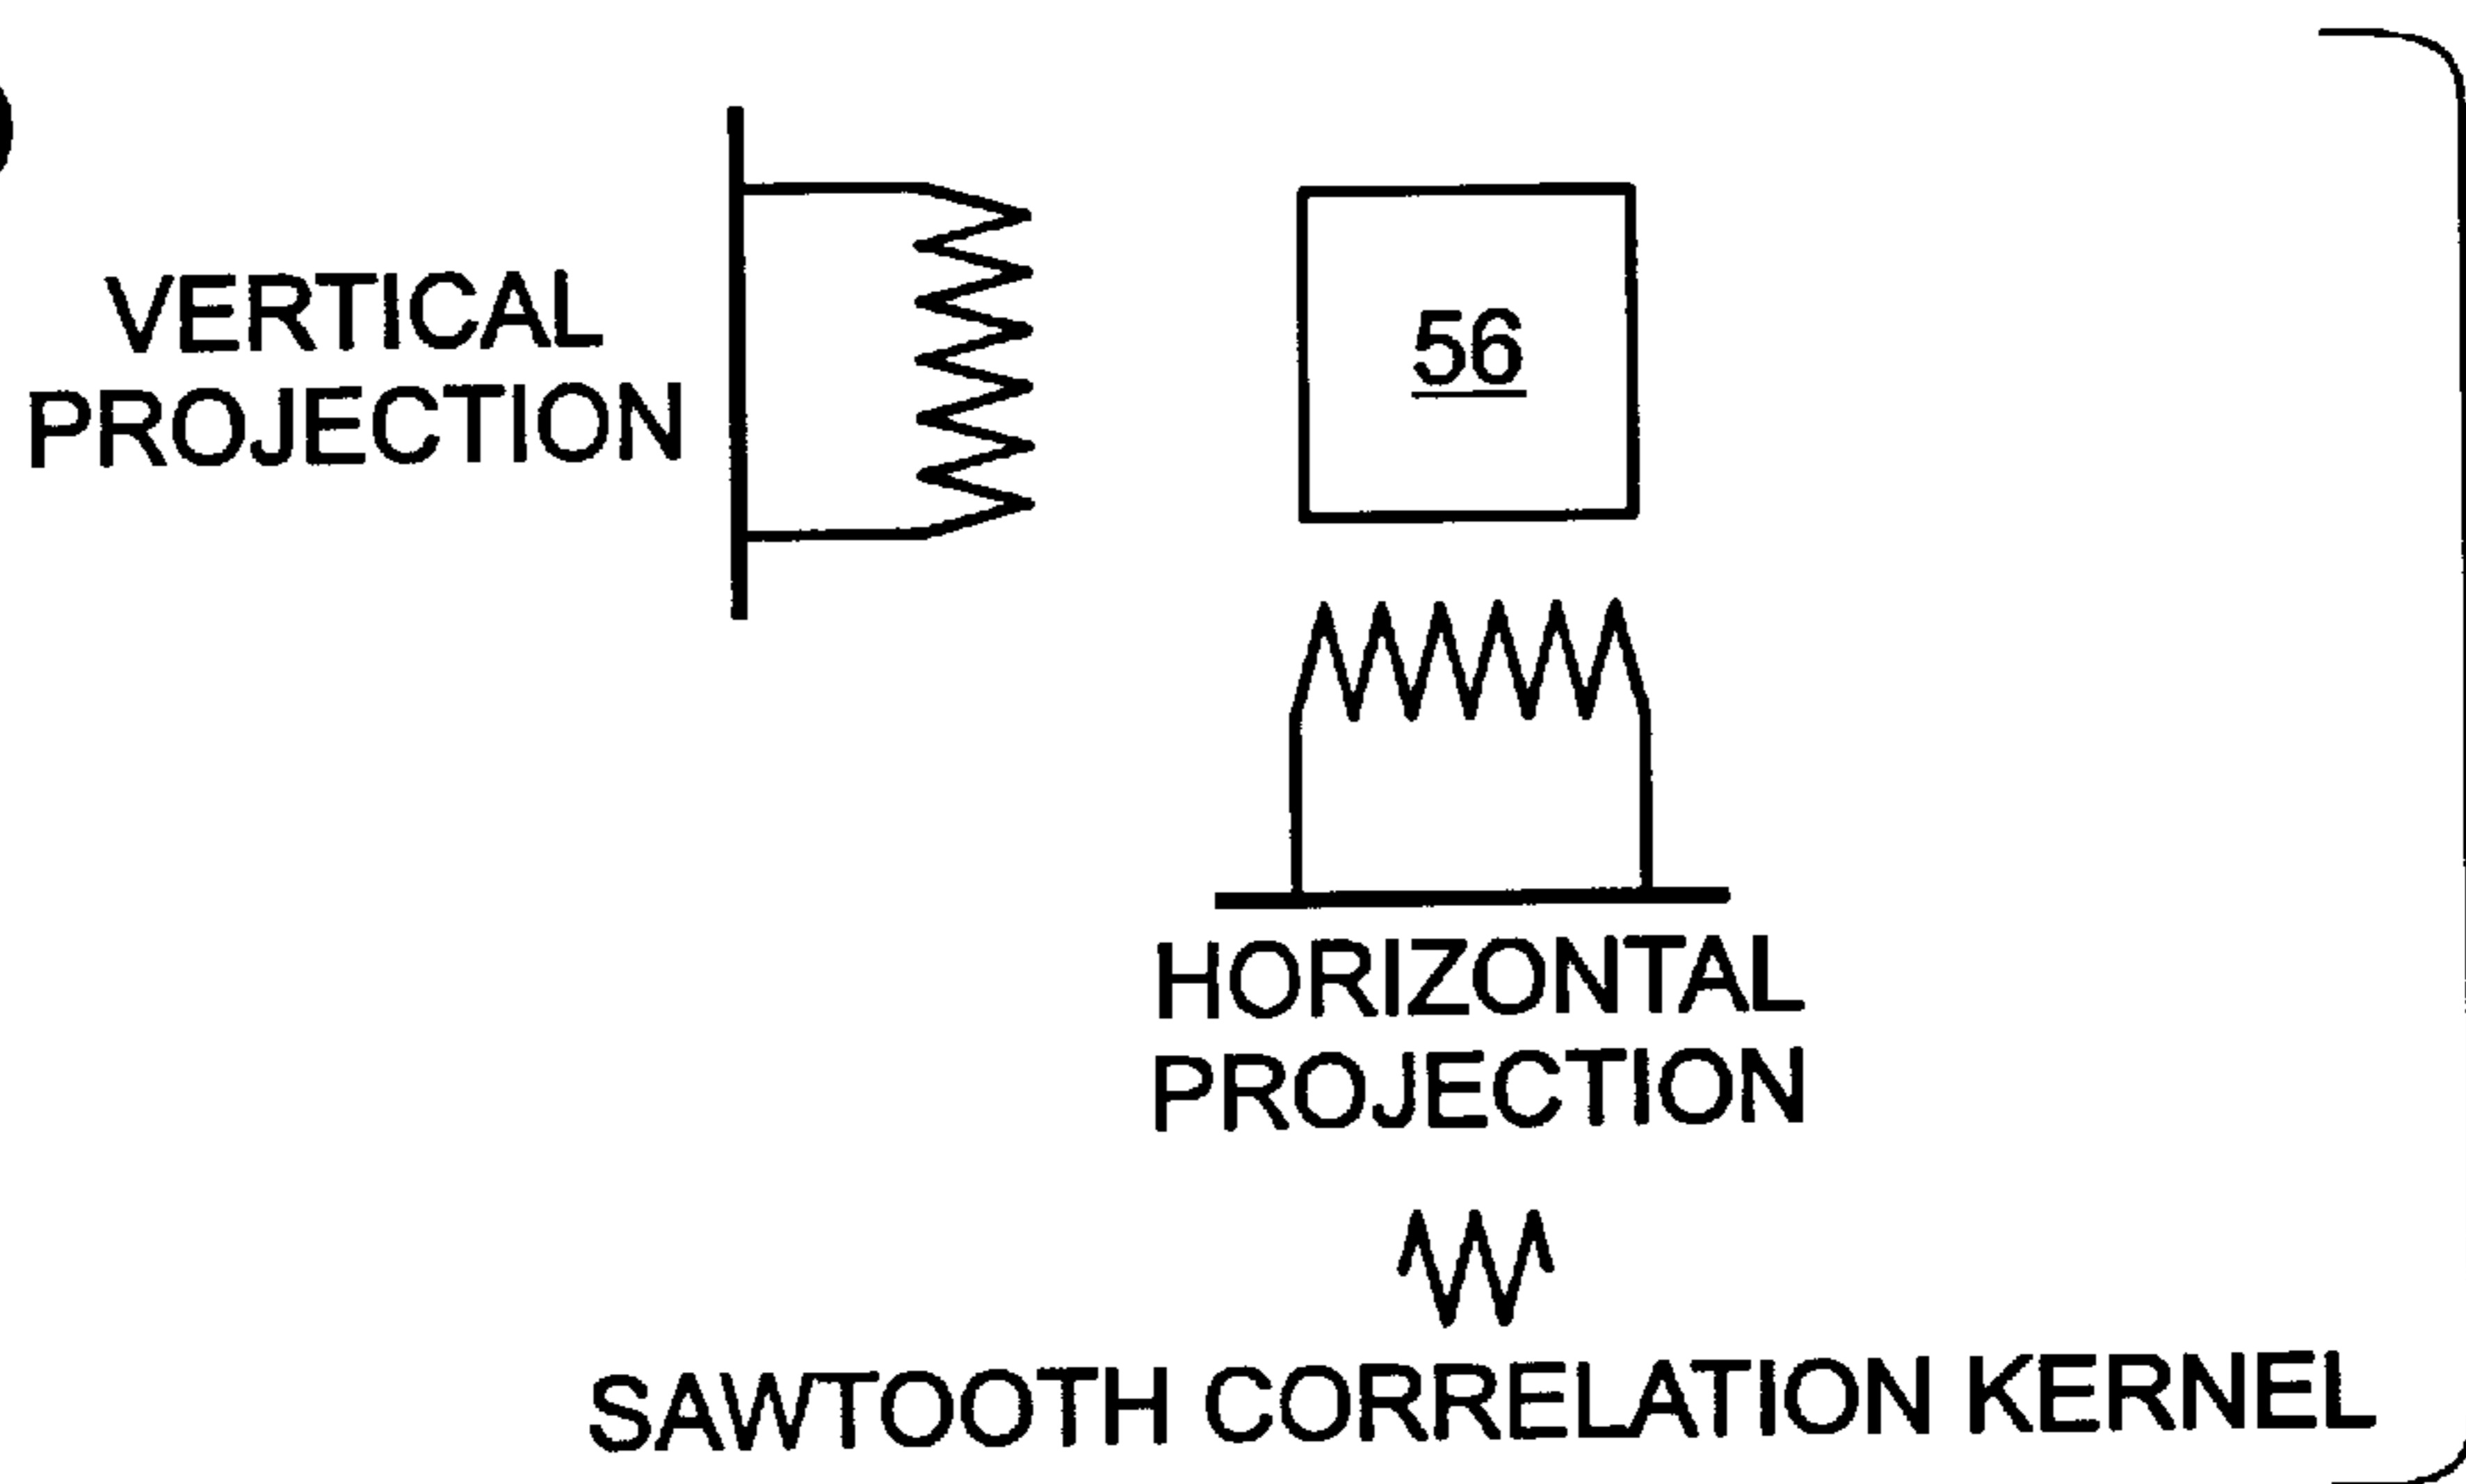 VERTICAL
PROJECTION
56
HORIZONTAL
PROJECTION
SAWTOOTH CORRELATION KERNEL